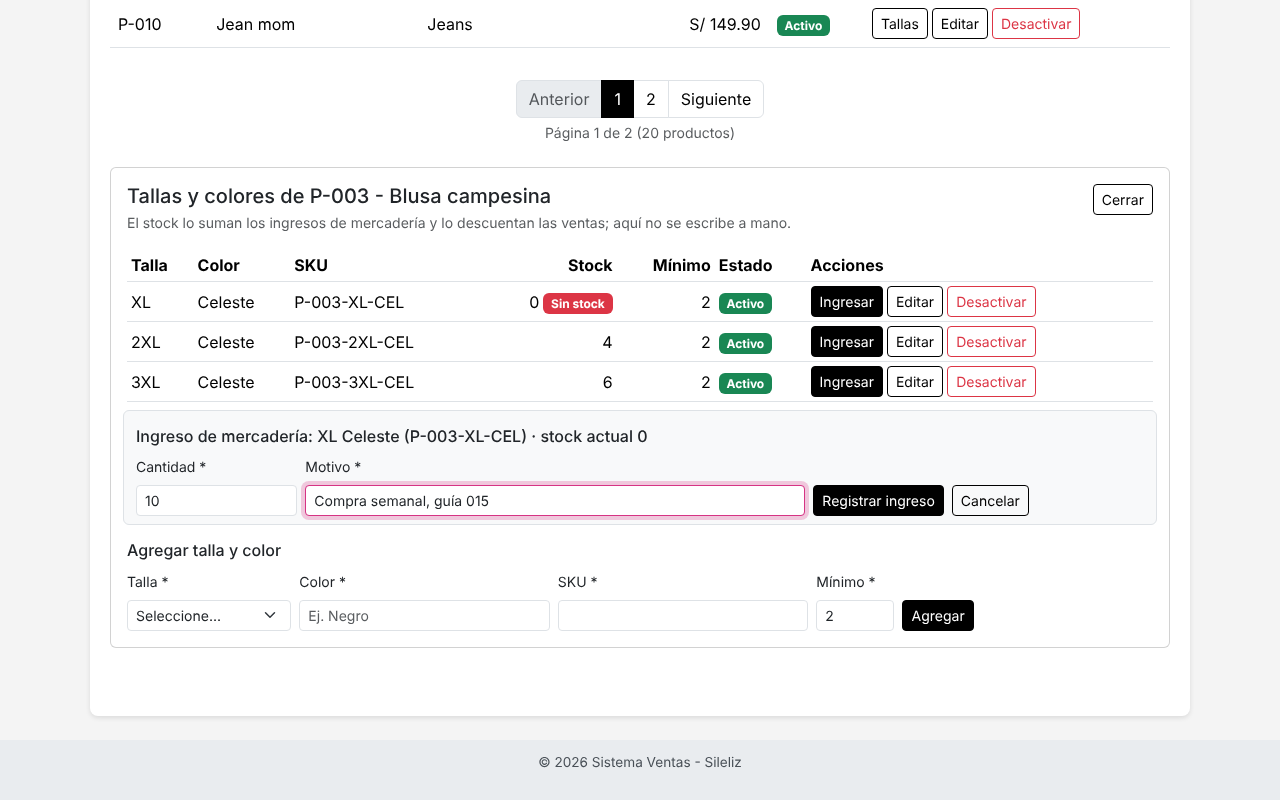 P-010 Jean mom Jeans S/ 149.90 Activo Tallas Editar Desactivar
Anterior 1 2 Siguiente
Página 1 de 2 (20 productos)
Tallas y colores de P-003 - Blusa campesina Cerrar
El stock lo suman los ingresos de mercadería y lo descuentan las ventas; aquí no se escribe a mano.
Talla Color SKU Stock Mínimo Estado Acciones
XL Celeste P-003-XL-CEL 0 Sin stock 2 Activo Ingresar Editar Desactivar
2XL Celeste P-003-2XL-CEL 4 2 Activo Ingresar Editar Desactivar
3XL Celeste P-003-3XL-CEL 6 2 Activo Ingresar Editar Desactivar
Ingreso de mercadería: XL Celeste (P-003-XL-CEL) · stock actual 0
Cantidad * Motivo *
10 Compra semanal, guía 015 Registrar ingreso Cancelar
Agregar talla y color
Talla * Color * SKU * Mínimo *
Seleccione... Ej. Negro 2 Agregar
© 2026 Sistema Ventas - Sileliz